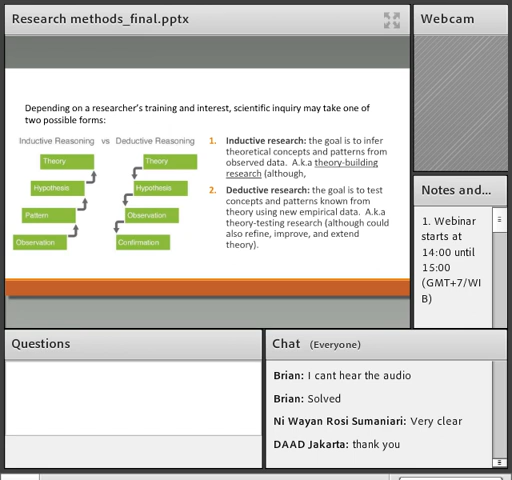 Research methods_final.pptx
Depending on a researcher's training and interest, scientific inquiry may take one of
two possible forms:
Inductive Reasoning vs Deductive Reasoning
Theory
Hypothesis
Pattern
Observation
Theory
Hypothesis
Observation
Confirmation
1. Inductive research: the goal is to infer
theoretical concepts and patterns from
observed data. A.k.a theory-building
research (although,
2. Deductive research: the goal is to test
concepts and patterns known from
theory using new empirical data. A.k.a
theory-testing research (although could
also refine, improve, and extend
theory).
Webcam
Notes and...
1. Webinar
starts at
14:00 until
15:00
(GMT+7/WI
B)
Questions
Chat (Everyone)
Brian: I cant hear the audio
Brian: Solved
Ni Wayan Rosi Sumaniari: Very clear
DAAD Jakarta: thank you